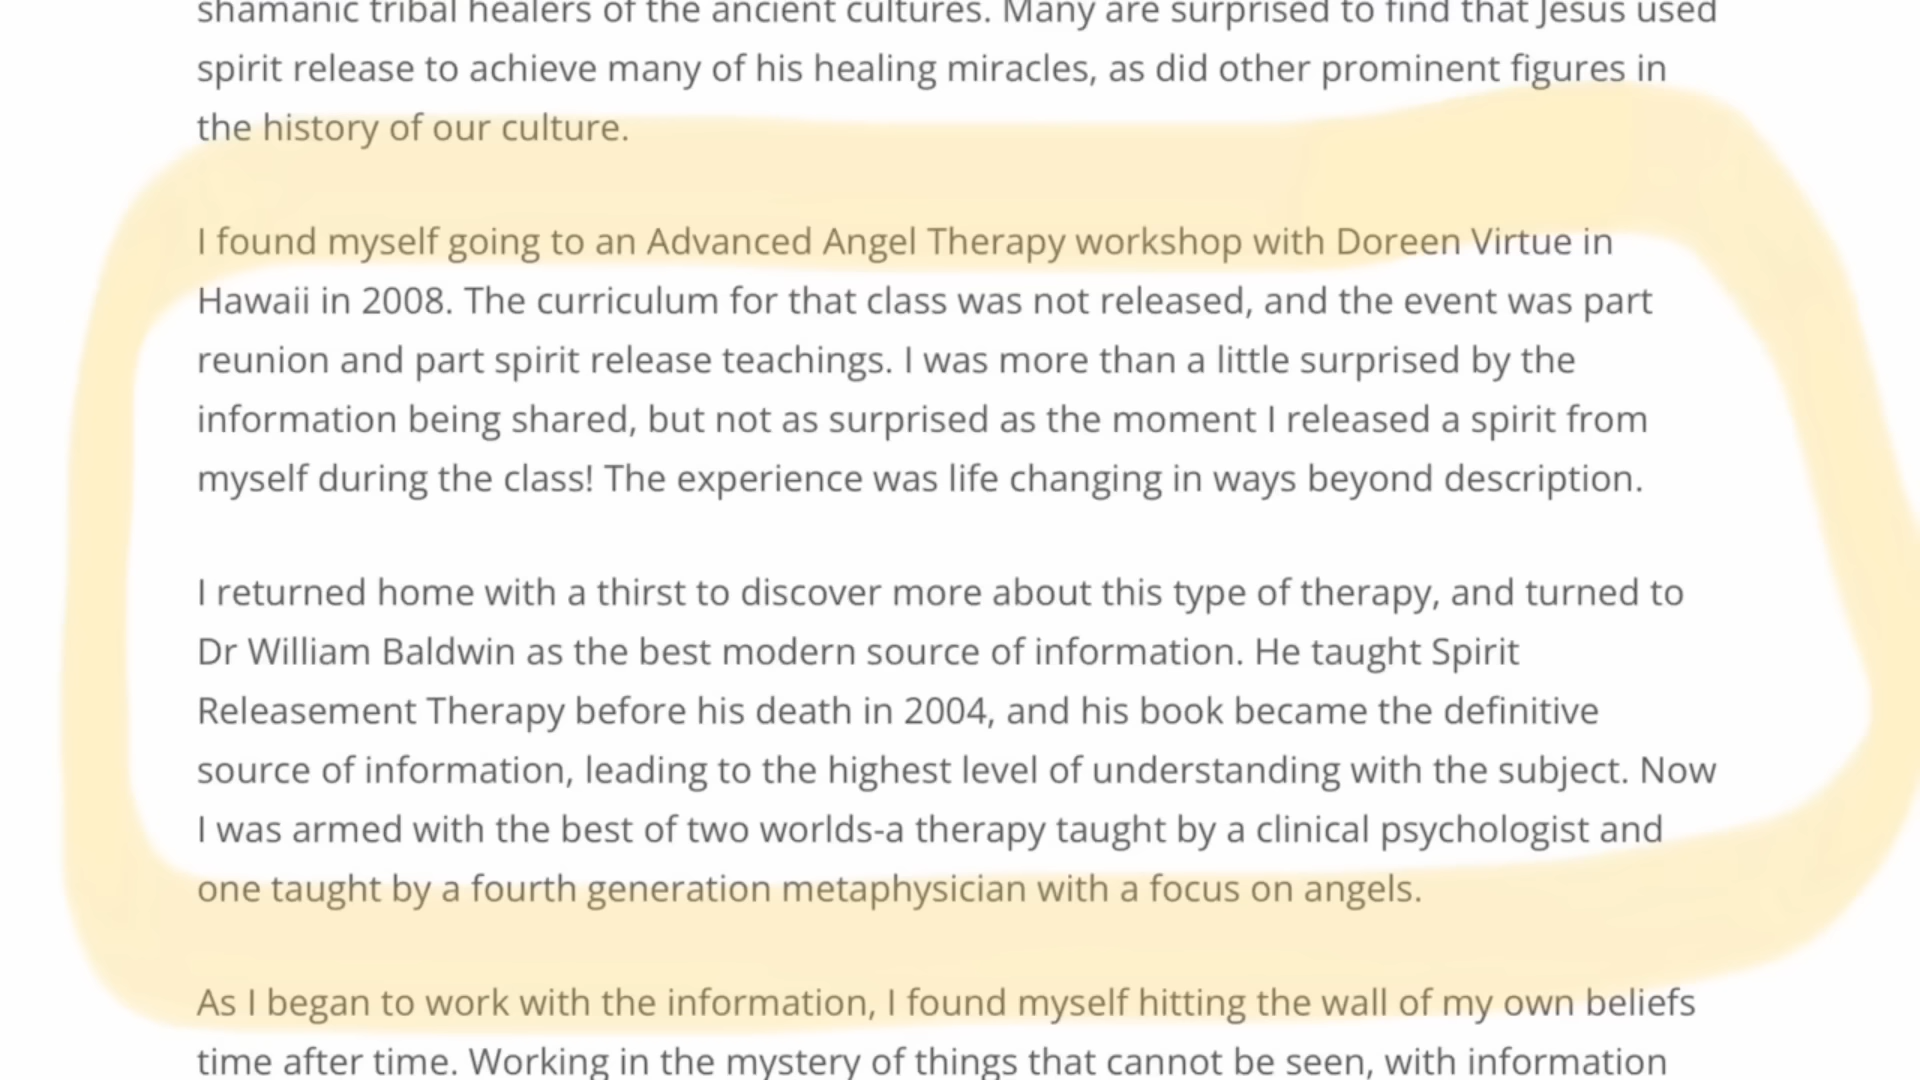 shamanic tribal healers of the ancient cultures. Many are surprised to find that Jesus used
spirit release to achieve many of his healing miracles, as did other prominent figures in
the history of our culture.
I found myself going to an Advanced Angel Therapy workshop with Doreen Virtue in
Hawaii in 2008. The curriculum for that class was not released, and the event was part
reunion and part spirit release teachings. I was more than a little surprised by the
information being shared, but not as surprised as the moment I released a spirit from
myself during the class! The experience was life changing in ways beyond description.
I returned home with a thirst to discover more about this type of therapy, and turned to
Dr William Baldwin as the best modern source of information. He taught Spirit
Releasement Therapy before his death in 2004, and his book became the definitive
source of information, leading to the highest level of understanding with the subject. Now
I was armed with the best of two worlds-a therapy taught by a clinical psychologist and
one taught by a fourth generation metaphysician with a focus on angels.
As I began to work with the information, I found myself hitting the wall of my own beliefs
time after time. Working in the mystery of things that cannot be seen, with information